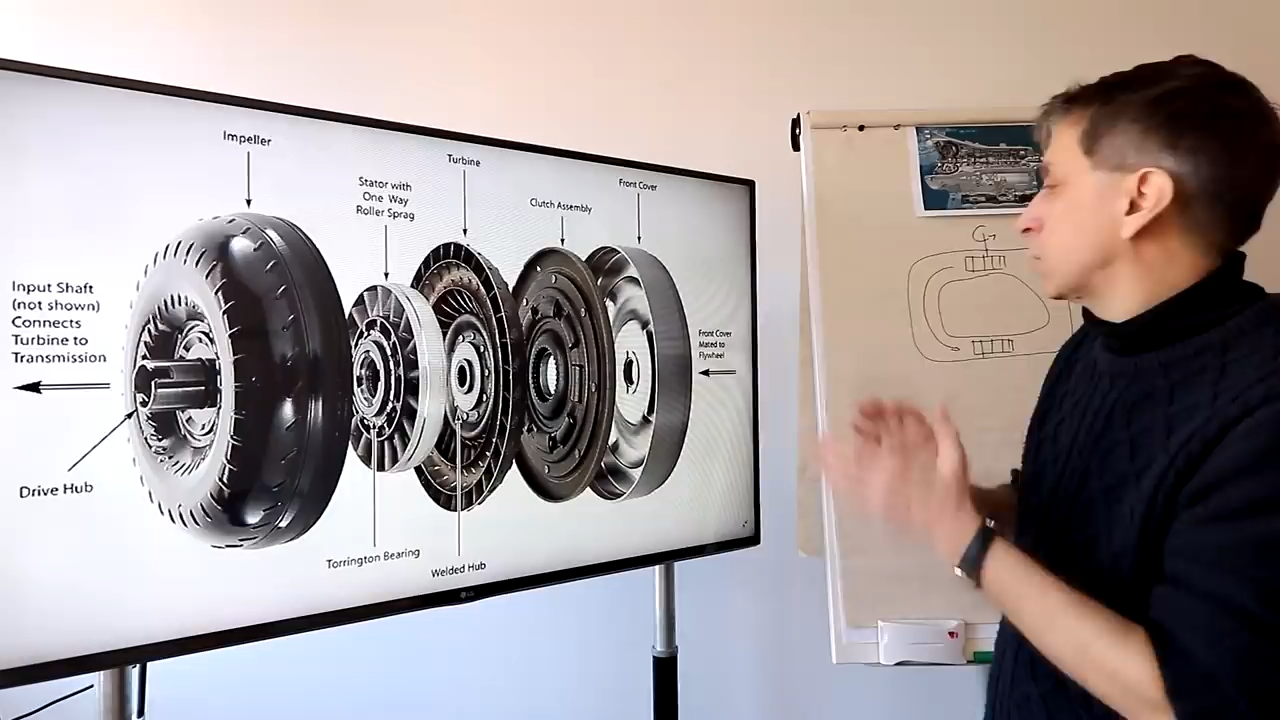 Impeller
Turbine
Stator with
One Way
Roller Sprag
Clutch Assembly
Front Cover
Input Shaft
(not shown)
Connects
Turbine to
Transmission
Front Cover
Mated to
Flywheel
Drive Hub
Torrington Bearing
Welded Hub
LG